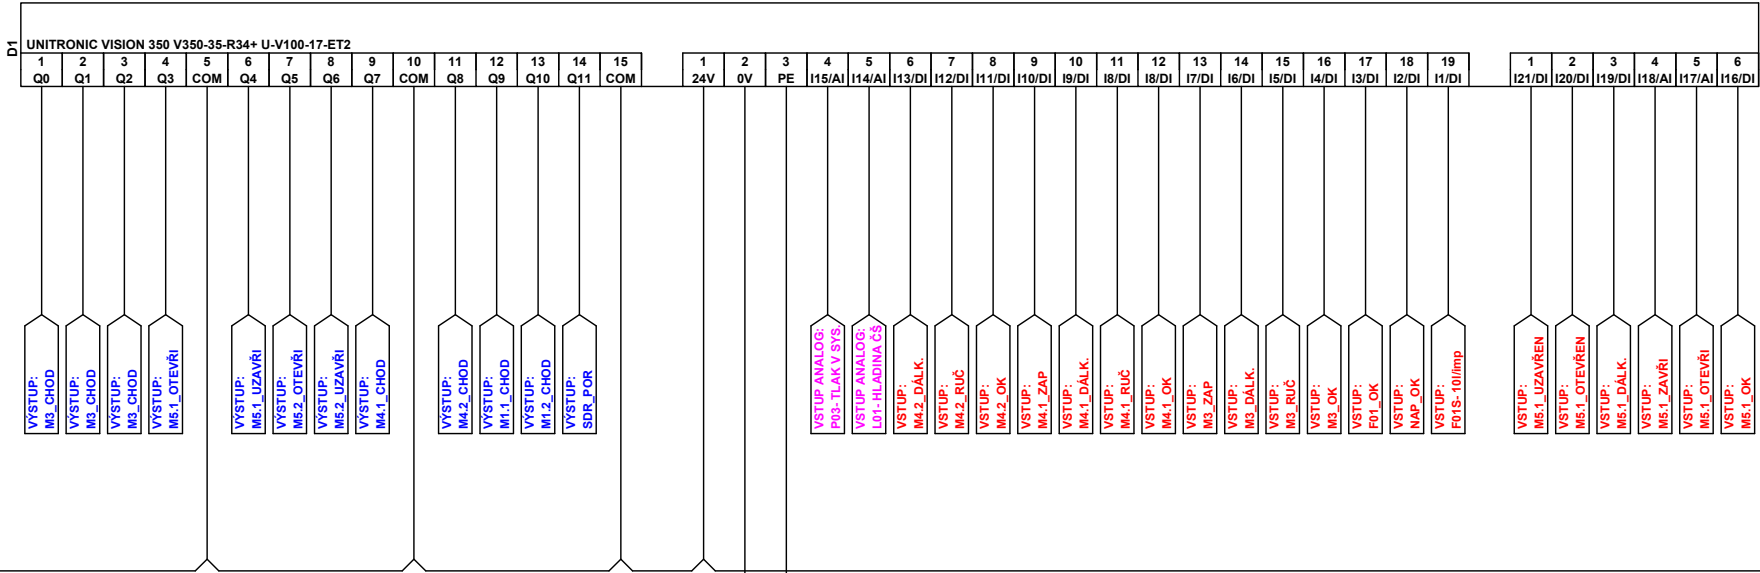 D1
UNITRONIC VISION 350 V350-35-R34+ U-V100-17-ET2
1 2 3 4 5 6 7 8 9 10 11 12 13 14 15
Q0 Q1 Q2 Q3 COM Q4 Q5 Q6 Q7 COM Q8 Q9 Q10 Q11 COM
1 2 3 4 5 6 7 8 9 10 11 12 13 14 15 16 17 18 19
24V 0V PE I15/AI I14/AI I13/DI I12/DI I11/DI I10/DI I9/DI I8/DI I8/DI I7/DI I6/DI I5/DI I4/DI I3/DI I2/DI I1/DI
1 2 3 4 5 6
I21/DI I20/DI I19/DI I18/AI I17/AI I16/DI
VÝSTUP:
M3_CHOD
VÝSTUP:
M3_CHOD
VÝSTUP:
M3_CHOD
VÝSTUP:
M5.1_OTEVŘI
VÝSTUP:
M5.1_UZAVŘI
VÝSTUP:
M5.2_OTEVŘI
VÝSTUP:
M5.2_UZAVŘI
VÝSTUP:
M4.1_CHOD
VÝSTUP:
M4.2_CHOD
VÝSTUP:
M1.1_CHOD
VÝSTUP:
M1.2_CHOD
VÝSTUP:
SDR_POR
VSTUP ANALOG:
P03- TLAK V SYS.
VSTUP ANALOG:
L01- HLADINA ČŠ
VSTUP:
M4.2_DÁLK.
VSTUP:
M4.2_RUČ
VSTUP:
M4.2_OK
VSTUP:
M4.1_ZAP
VSTUP:
M4.1_DÁLK.
VSTUP:
M4.1_RUČ
VSTUP:
M4.1_OK
VSTUP:
M3_ZAP
VSTUP:
M3_DÁLK.
VSTUP:
M3_RUČ
VSTUP:
M3_OK
VSTUP:
F01_OK
VSTUP:
NAP_OK
VSTUP:
F01S- 10l/imp
VSTUP:
M5.1_UZAVŘEN
VSTUP:
M5.1_OTEVŘEN
VSTUP:
M5.1_DÁLK.
VSTUP:
M5.1_ZAVŘI
VSTUP:
M5.1_OTEVŘI
VSTUP:
M5.1_OK